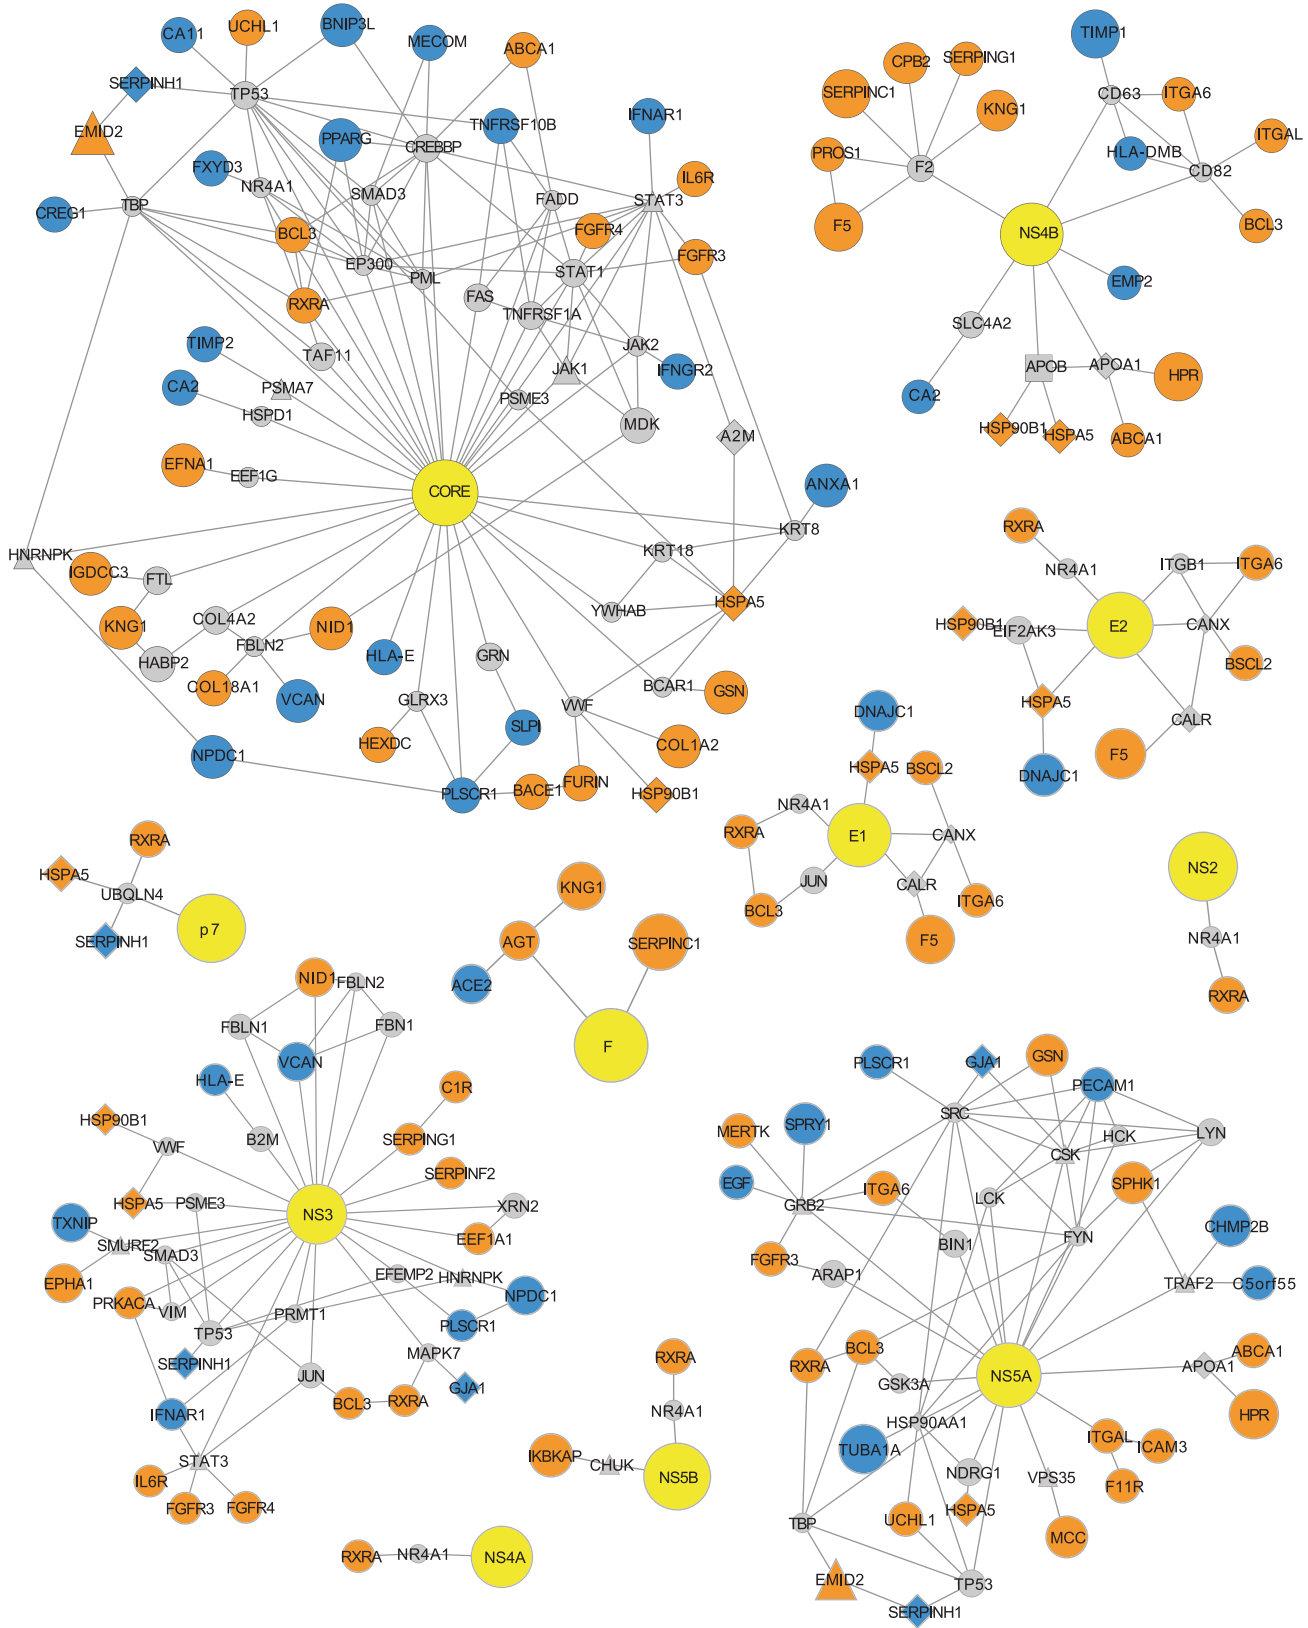 CA11
UCHL1
BNIP3L
MECOM
ABCA1
SERPINH1
TP53
TNFRSF10B
IFNAR1
EMID2
PPARG
CREBBP
FXYD3
NR4A1
SMAD3
FADD
STAT3
IL6R
CREG1
TBP
BCL3
FGFR4
FGFR3
EP300
PML
STAT1
RXRA
FAS
TNFRSF1A
TIMP2
TAF11
JAK2
JAK1
IFNGR2
CA2
PSMA7
HSPD1
PSME3
MDK
A2M
EFNA1
EEF1G
CORE
ANXA1
KRT8
HNRNPK
KRT18
IGDCC3
FTL
HSPA5
KNG1
COL4A2
YWHAB
NID1
FBLN2
HABP2
HLA-E
GRN
COL18A1
VCAN
GLRX3
BCAR1
GSN
VWF
SLPI
HEXDC
COL1A2
NPDC1
PLSCR1
BACE1
FURIN
HSP90B1
TIMP1
CPB2
SERPING1
SERPINC1
KNG1
CD63
ITGA6
ITGAL
PROS1
F2
HLA-DMB
CD82
F5
NS4B
BCL3
EMP2
SLC4A2
APOB
APOA1
HPR
CA2
HSP90B1
HSPA5
ABCA1
RXRA
NR4A1
ITGB1
ITGA6
HSP90B1
EIF2AK3
E2
CANX
BSCL2
HSPA5
CALR
F5
DNAJC1
DNAJC1
HSPA5
BSCL2
NR4A1
RXRA
E1
CANX
JUN
CALR
BCL3
ITGA6
F5
NS2
NR4A1
RXRA
RXRA
HSPA5
UBQLN4
p7
SERPINH1
KNG1
AGT
SERPINC1
ACE2
F
NID1
FBLN2
FBLN1
FBN1
VCAN
HLA-E
C1R
HSP90B1
B2M
VWF
SERPING1
SERPINF2
HSPA5
PSME3
NS3
XRN2
TXNIP
SMURF2
SMAD3
EEF1A1
EFEMP2
HNRNPK
EPHA1
PRKACA
VIM
PRMT1
NPDC1
TP53
PLSCR1
SERPINH1
MAPK7
JUN
GJA1
IFNAR1
BCL3
RXRA
STAT3
IL6R
FGFR3
FGFR4
RXRA
NR4A1
IKBKAP
CHUK
NS5B
RXRA
NR4A1
NS4A
PLSCR1
GJA1
GSN
PECAM1
SRC
MERTK
SPRY1
HCK
LYN
CSK
EGF
ITGA6
LCK
SPHK1
GRB2
BIN1
FYN
CHMP2B
FGFR3
ARAP1
TRAF2
C5orf55
BCL3
RXRA
GSK3A
NS5A
APOA1
ABCA1
HSP90AA1
HPR
TUBA1A
ITGAL
ICAM3
NDRG1
VPS35
F11R
HSPA5
TBP
UCHL1
MCC
EMID2
TP53
SERPINH1